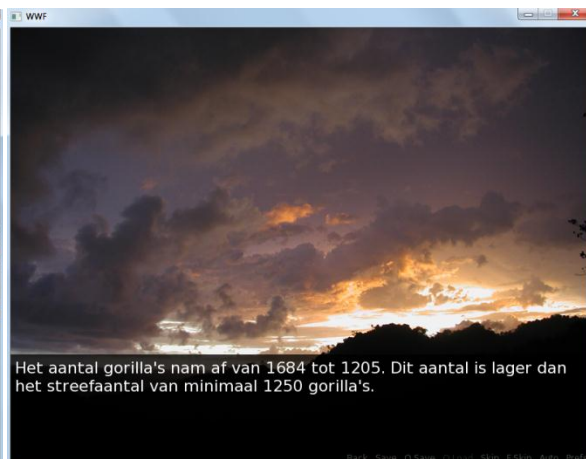 WWF
Het aantal gorilla's nam af van 1684 tot 1205. Dit aantal is lager dan
het streefaantal van minimaal 1250 gorilla's.
Back Save Q.Save Q.Load Skip F.Skip Auto Prefs